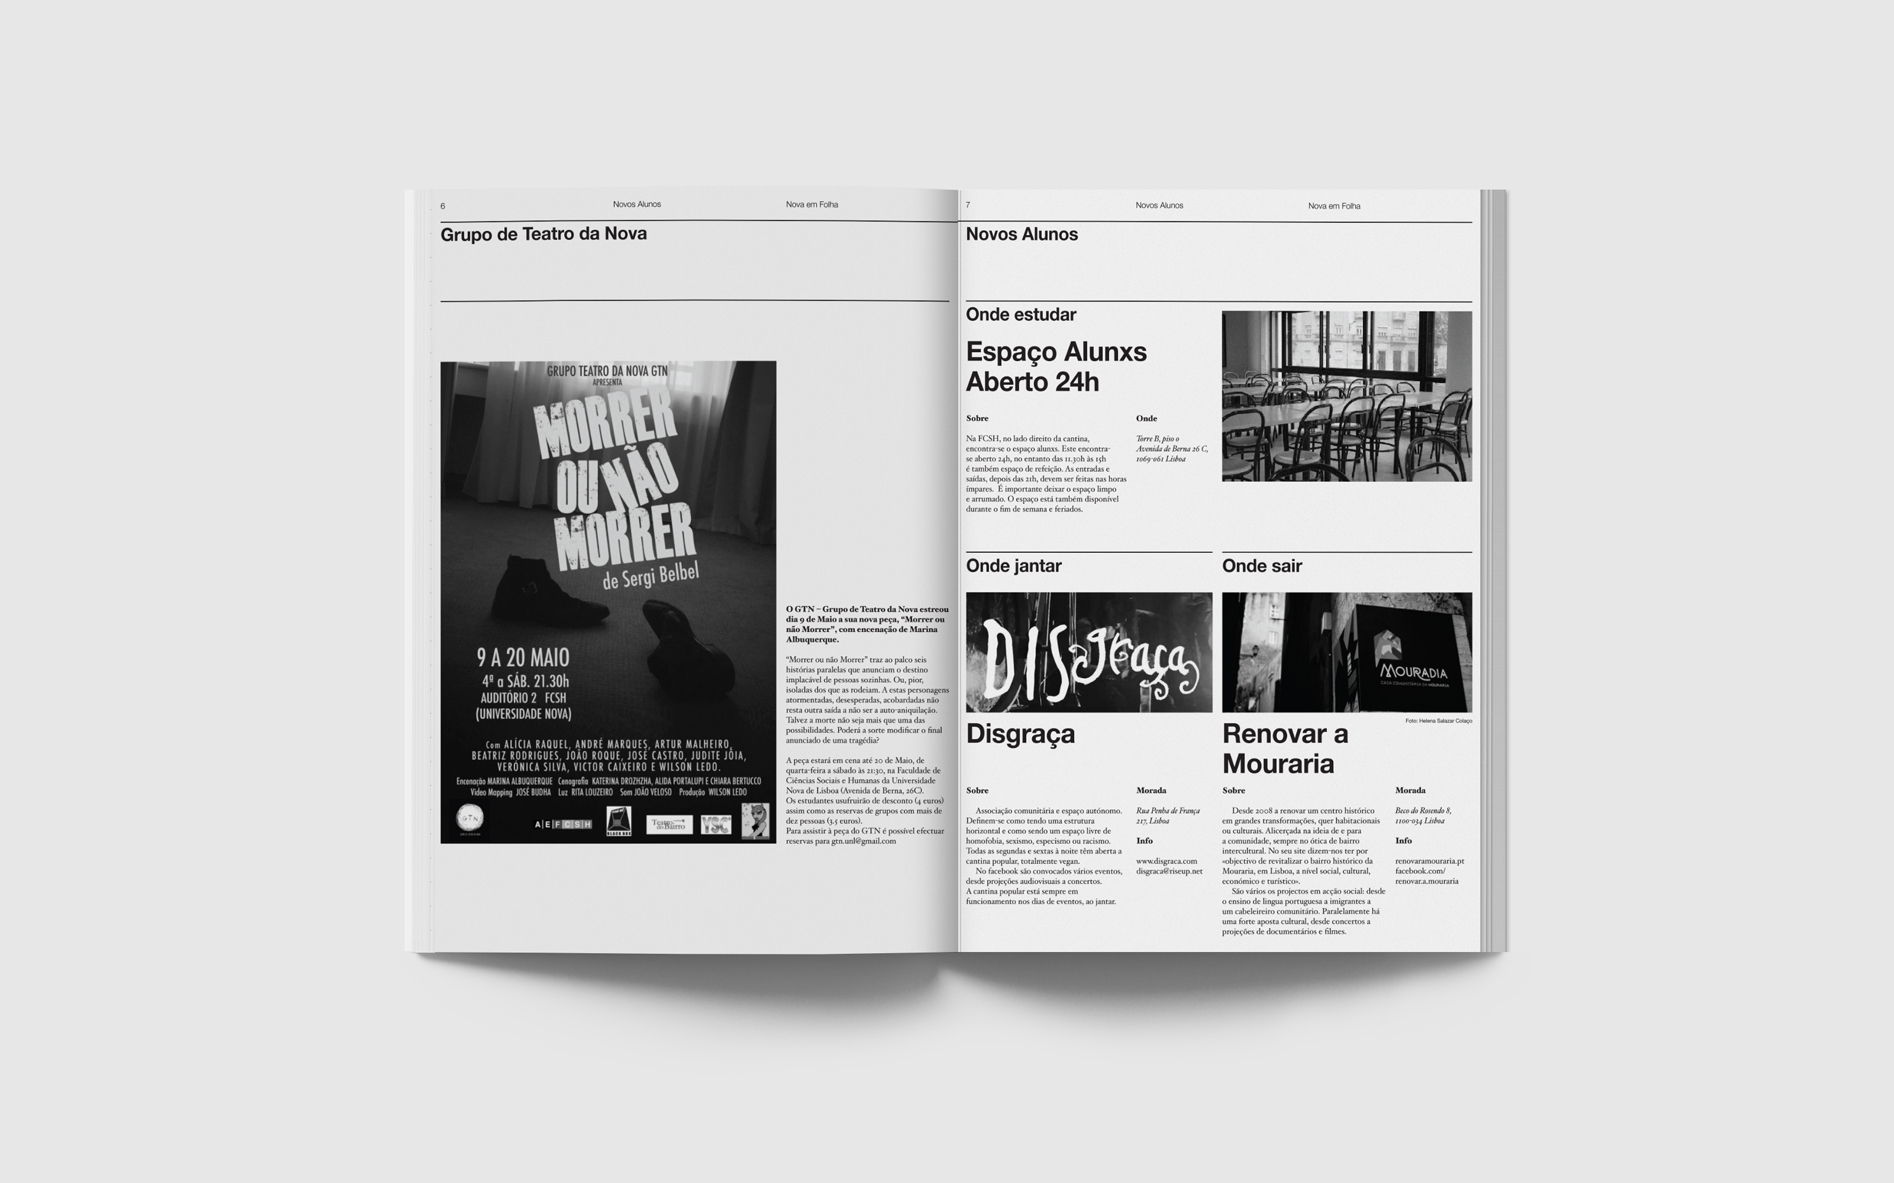 6
Novos Alunos
Nova em Folha
Grupo de Teatro da Nova
GRUPO TEATRO DA NOVA GTN
APRESENTA
MORRER
OU NÃO
MORRER
de Sergi Belbel
9 A 20 MAIO
4ª a SÁB. 21.30h
AUDITÓRIO 2 FCSH
(UNIVERSIDADE NOVA)
Com ALÍCIA RAQUEL, ANDRÉ MARQUES, ARTUR MALHEIRO,
BEATRIZ RODRIGUES, JOÃO ROQUE, JOSÉ CASTRO, JUDITE JÓIA,
VERÓNICA SILVA, VICTOR CAIXEIRO E WILSON LEDO.
Encenação MARINA ALBUQUERQUE Cenografia KATERINA DROZHZHA, ALIDA PORTALUPI E CHIARA BERTUCCO
Vídeo Mapping JOSÉ BUDHA Luz RITA LOUZEIRO Som JOÃO VELOSO Produção WILSON LEDO
GTN
AEFCSH
BLACK BOX
Teatro do Bairro
O GTN – Grupo de Teatro da Nova estreou
dia 9 de Maio a sua nova peça, “Morrer ou
não Morrer”, com encenação de Marina
Albuquerque.
“Morrer ou não Morrer” traz ao palco seis
histórias paralelas que anunciam o destino
implacável de pessoas sozinhas. Ou, pior,
isoladas dos que as rodeiam. A estas personagens
atormentadas, desesperadas, acobardadas não
resta outra saída a não ser a auto-aniquilação.
Talvez a morte não seja mais que uma das
possibilidades. Poderá a sorte modificar o final
anunciado de uma tragédia?
A peça estará em cena até 20 de Maio, de
quarta-feira a sábado às 21:30, na Faculdade de
Ciências Sociais e Humanas da Universidade
Nova de Lisboa (Avenida de Berna, 26C).
Os estudantes usufruirão de desconto (4 euros)
assim como as reservas de grupos com mais de
dez pessoas (3.5 euros).
Para assistir à peça do GTN é possível efectuar
reservas para gtn.unl@gmail.com
7
Novos Alunos
Nova em Folha
Novos Alunos
Onde estudar
Espaço Alunxs
Aberto 24h
Sobre
Na FCSH, no lado direito da cantina,
encontra-se o espaço alunxs. Este encontra-
se aberto 24h, no entanto das 11.30h às 15h
é também espaço de refeição. As entradas e
saídas, depois das 21h, devem ser feitas nas horas
ímpares. É importante deixar o espaço limpo
e arrumado. O espaço está também disponível
durante o fim de semana e feriados.
Onde
Torre B, piso 0
Avenida de Berna 26 C,
1069-061 Lisboa
Onde jantar
DISgraça
Disgraça
Sobre
Associação comunitária e espaço autónomo.
Definem-se como tendo uma estrutura
horizontal e como sendo um espaço livre de
homofobia, sexismo, especismo ou racismo.
Todas as segundas e sextas à noite têm aberta a
cantina popular, totalmente vegan.
No facebook são convocados vários eventos,
desde projeções audiovisuais a concertos.
A cantina popular está sempre em
funcionamento nos dias de eventos, ao jantar.
Morada
Rua Penha de França
217, Lisboa
Info
www.disgraca.com
disgraca@riseup.net
Onde sair
MOURADIA
CASA COMUNITÁRIA DA MOURARIA
Foto: Helena Salazar Colaço
Renovar a
Mouraria
Sobre
Desde 2008 a renovar um centro histórico
em grandes transformações, quer habitacionais
ou culturais. Alicerçada na ideia de e para
a comunidade, sempre no ótica de bairro
intercultural. No seu site dizem-nos ter por
«objectivo de revitalizar o bairro histórico da
Mouraria, em Lisboa, a nível social, cultural,
económico e turístico».
São vários os projectos em acção social: desde
o ensino de língua portuguesa a imigrantes a
um cabeleireiro comunitário. Paralelamente há
uma forte aposta cultural, desde concertos a
projeções de documentários e filmes.
Morada
Beco do Rosendo 8,
1100-034 Lisboa
Info
renovaramouraria.pt
facebook.com/
renovar.a.mouraria